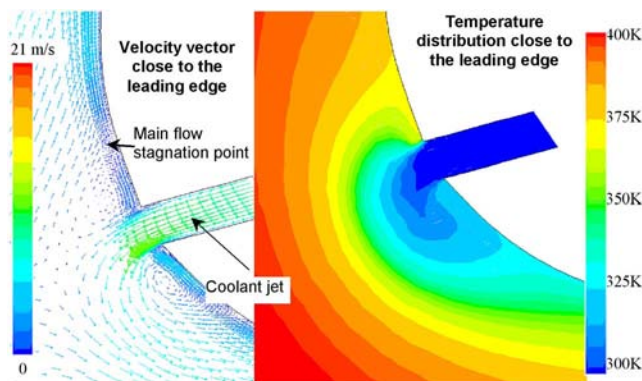 21 m/s
Velocity vector
close to the
leading edge
Main flow
stagnation point
Coolant jet
0
Temperature
distribution close to
the leading edge
400K
375K
350K
325K
300K